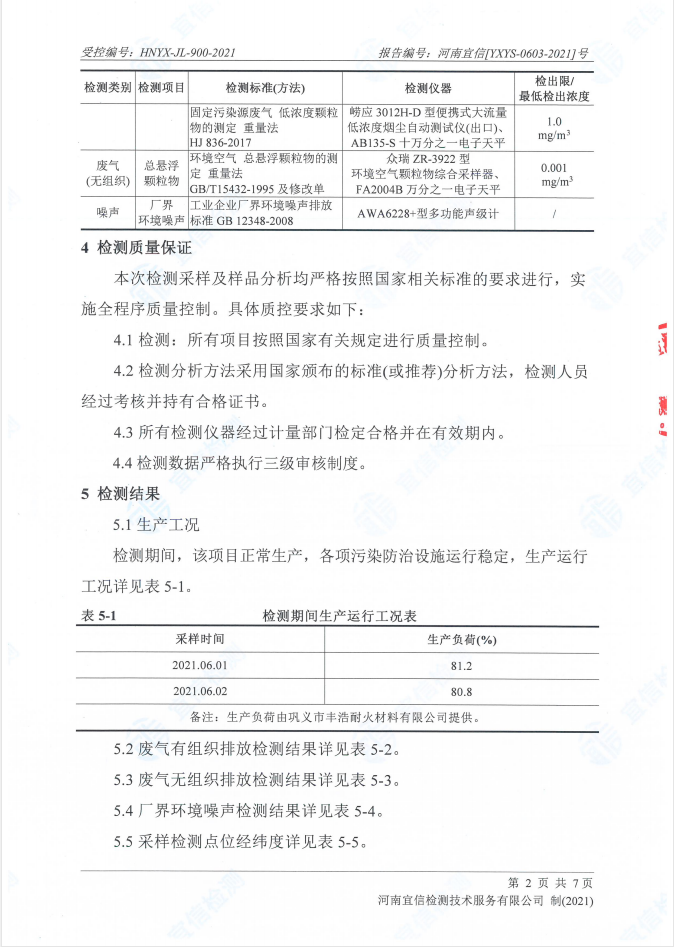 受控编号：HNYX-JL-900-2021 报告编号：河南宜信[YXYS-0603-2021]号
检测类别 检测项目 检测标准(方法) 检测仪器 检出限/
最低检出浓度
固定污染源废气 低浓度颗粒
物的测定 重量法
HJ 836-2017
崂应 3012H-D 型便携式大流量
低浓度烟尘自动测试仪(出口)、
AB135-S 十万分之一电子天平
1.0
mg/m³
废气
(无组织)
总悬浮
颗粒物
环境空气 总悬浮颗粒物的测
定 重量法
GB/T15432-1995 及修改单
众瑞 ZR-3922 型
环境空气颗粒物综合采样器、
FA2004B 万分之一电子天平
0.001
mg/m³
噪声
厂界
环境噪声
工业企业厂界环境噪声排放
标准 GB 12348-2008
AWA6228+型多功能声级计
/
4 检测质量保证
本次检测采样及样品分析均严格按照国家相关标准的要求进行，实
施全程序质量控制。具体质控要求如下：
4.1 检测：所有项目按照国家有关规定进行质量控制。
4.2 检测分析方法采用国家颁布的标准(或推荐)分析方法，检测人员
经过考核并持有合格证书。
4.3 所有检测仪器经过计量部门检定合格并在有效期内。
4.4 检测数据严格执行三级审核制度。
5 检测结果
5.1 生产工况
检测期间，该项目正常生产，各项污染防治设施运行稳定，生产运行
工况详见表 5-1。
表 5-1 检测期间生产运行工况表
采样时间 生产负荷(%)
2021.06.01 81.2
2021.06.02 80.8
备注：生产负荷由巩义市丰浩耐火材料有限公司提供。
5.2 废气有组织排放检测结果详见表 5-2。
5.3 废气无组织排放检测结果详见表 5-3。
5.4 厂界环境噪声检测结果详见表 5-4。
5.5 采样检测点位经纬度详见表 5-5。
第 2 页 共 7 页
河南宜信检测技术服务有限公司 制(2021)
宜信检测